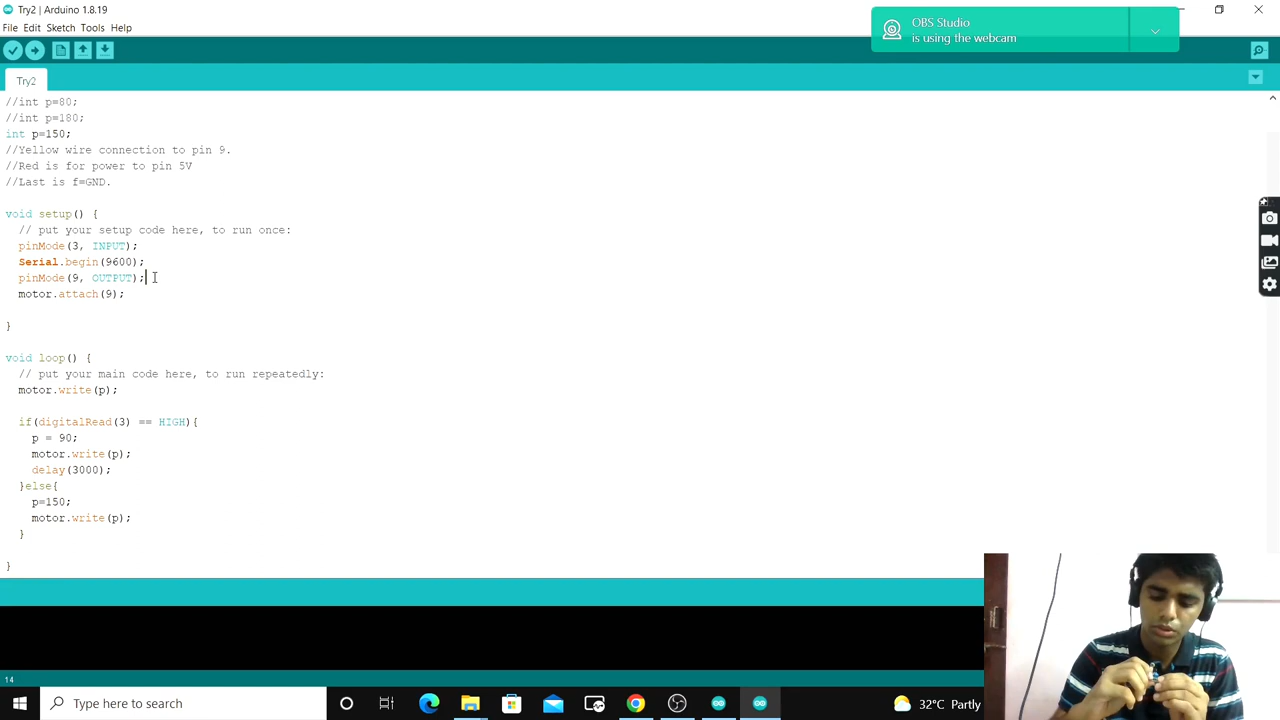 Try2 | Arduino 1.8.19
File Edit Sketch Tools Help
OBS Studio
is using the webcam
Try2
//int p=80;
//int p=180;
int p=150;
//Yellow wire connection to pin 9.
//Red is for power to pin 5V
//Last is f=GND.
void setup() {
// put your setup code here, to run once:
pinMode(3, INPUT);
Serial.begin(9600);
pinMode(9, OUTPUT);
motor.attach(9);
}
void loop() {
// put your main code here, to run repeatedly:
motor.write(p);
if(digitalRead(3) == HIGH){
p = 90;
motor.write(p);
delay(3000);
}else{
p=150;
motor.write(p);
}
}
14
Type here to search
32°C Partly